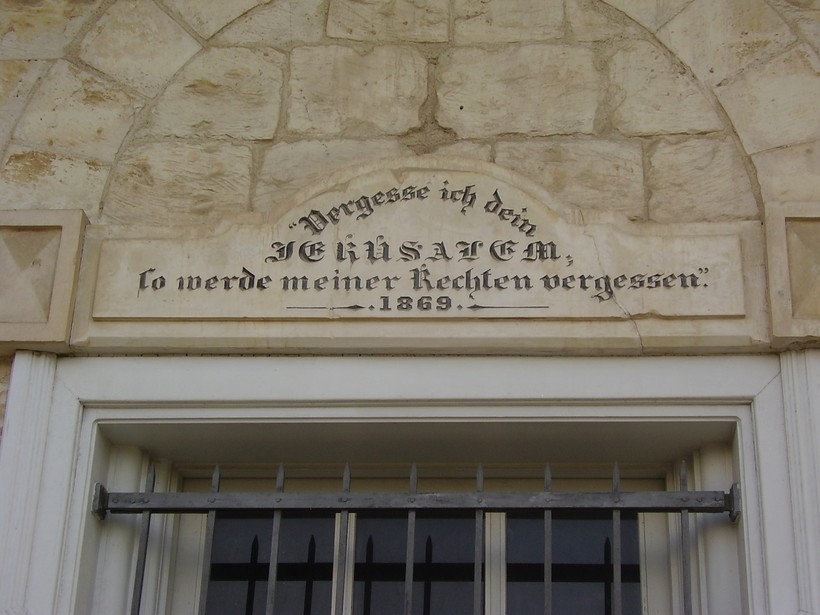 "Vergesse ich dein
JERUSALEM,
so werde meiner Rechten vergessen."
.1869.